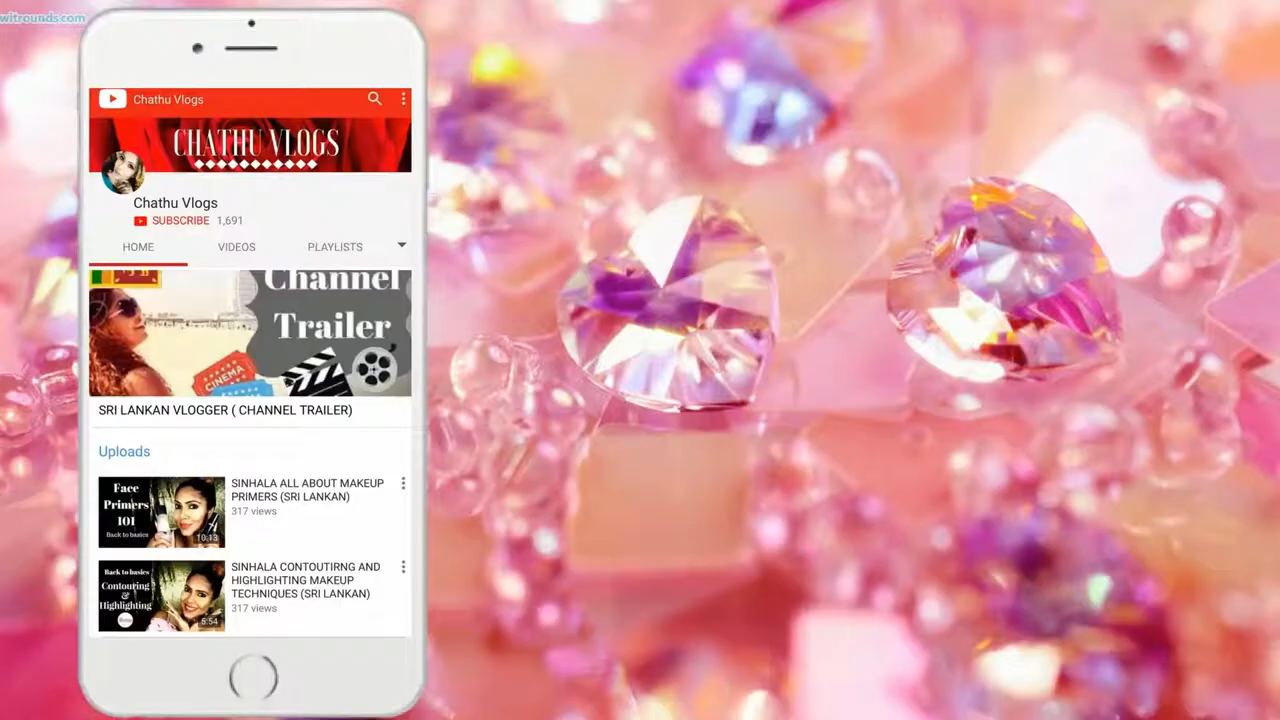 witrounds.com
Chathu Vlogs
CHATHU VLOGS
Chathu Vlogs
SUBSCRIBE 1,691
HOME VIDEOS PLAYLISTS
Channel
Trailer
CINEMA
SRI LANKAN VLOGGER ( CHANNEL TRAILER)
Uploads
Face
Primers
101
Back to basics
10:13
SINHALA ALL ABOUT MAKEUP
PRIMERS (SRI LANKAN)
317 views
Back to basics
Contouring
&
Highlighting
5:54
SINHALA CONTOUTIRNG AND
HIGHLIGHTING MAKEUP
TECHNIQUES (SRI LANKAN)
308 views